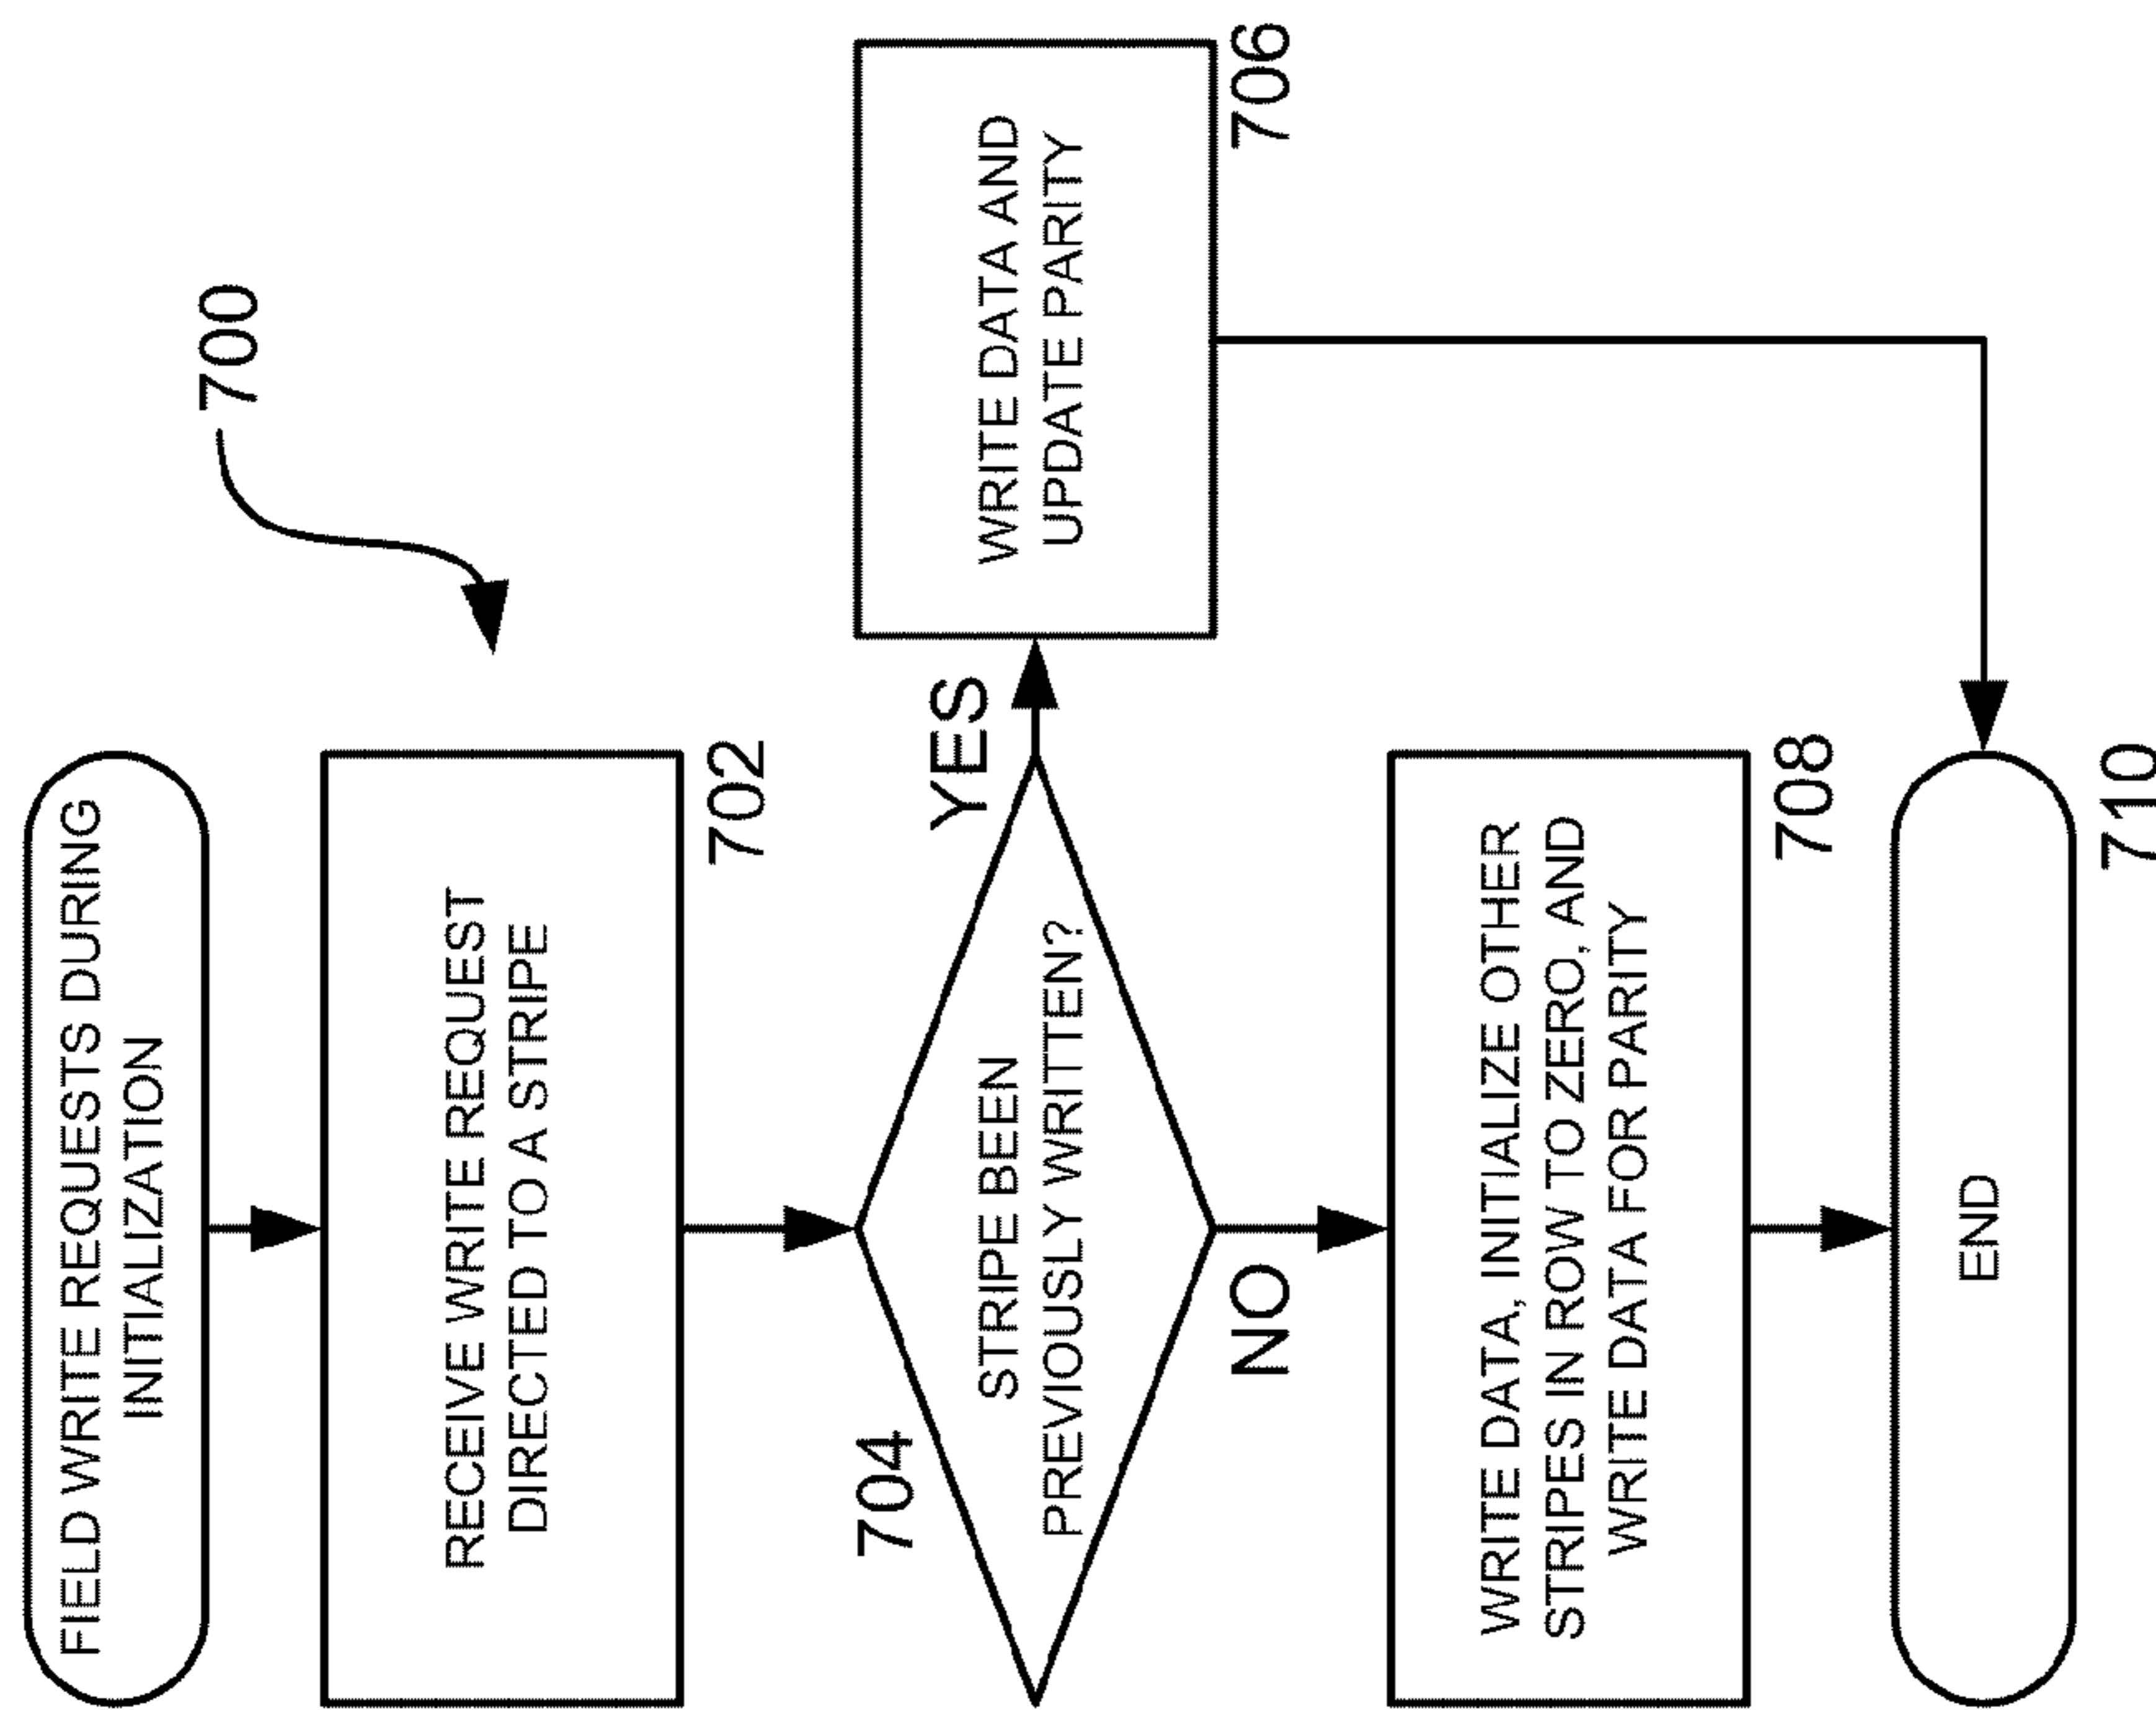 700
FIELD WRITE REQUESTS DURING
INITIALIZATION
RECEIVE WRITE REQUEST
DIRECTED TO A STRIPE
702
704
STRIPE BEEN
PREVIOUSLY WRITTEN?
YES
WRITE DATA AND
UPDATE PARITY
706
NO
WRITE DATA, INITIALIZE OTHER
STRIPES IN ROW TO ZERO, AND
WRITE DATA FOR PARITY
708
END
710